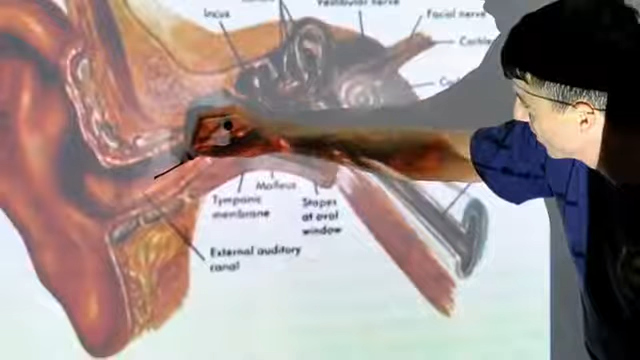 Incus
Vestibular nerve
Facial nerve
Malleus
Tympanic
membrane
Stapes
at oval
window
External auditory
canal